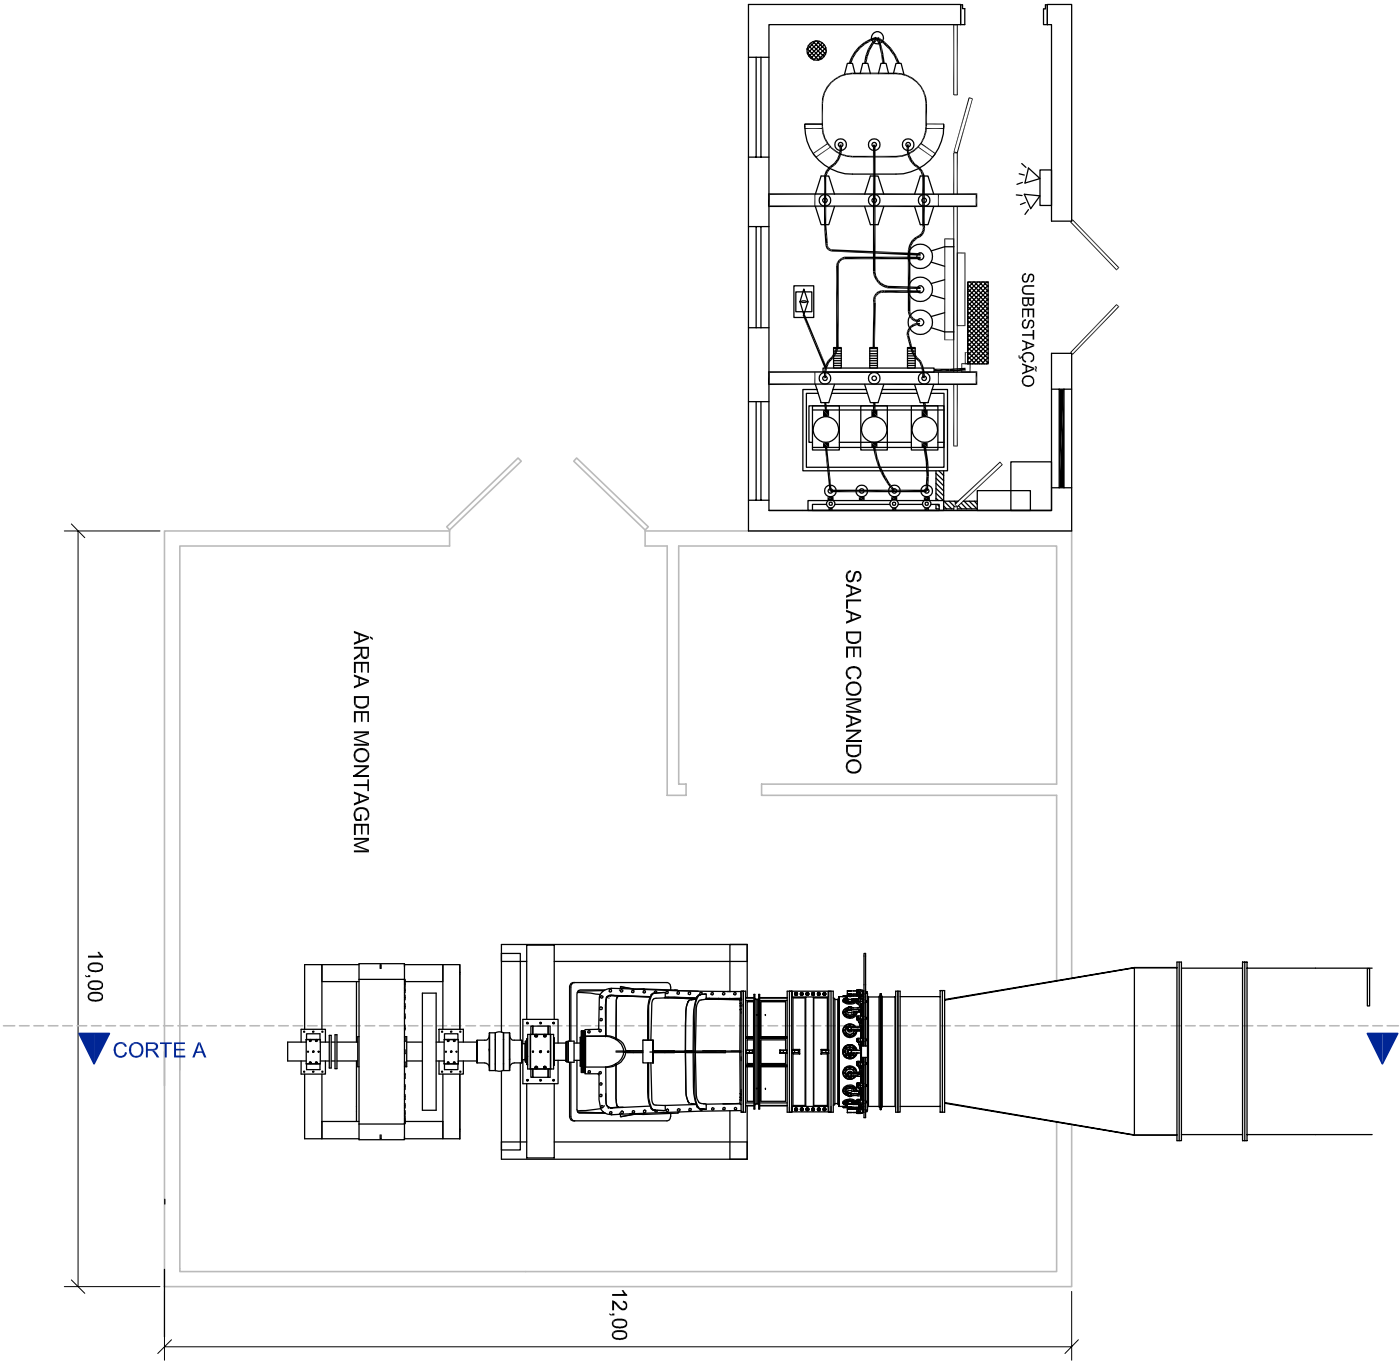 SUBESTAÇÃO
SALA DE COMANDO
ÁREA DE MONTAGEM
10,00
CORTE A
12,00